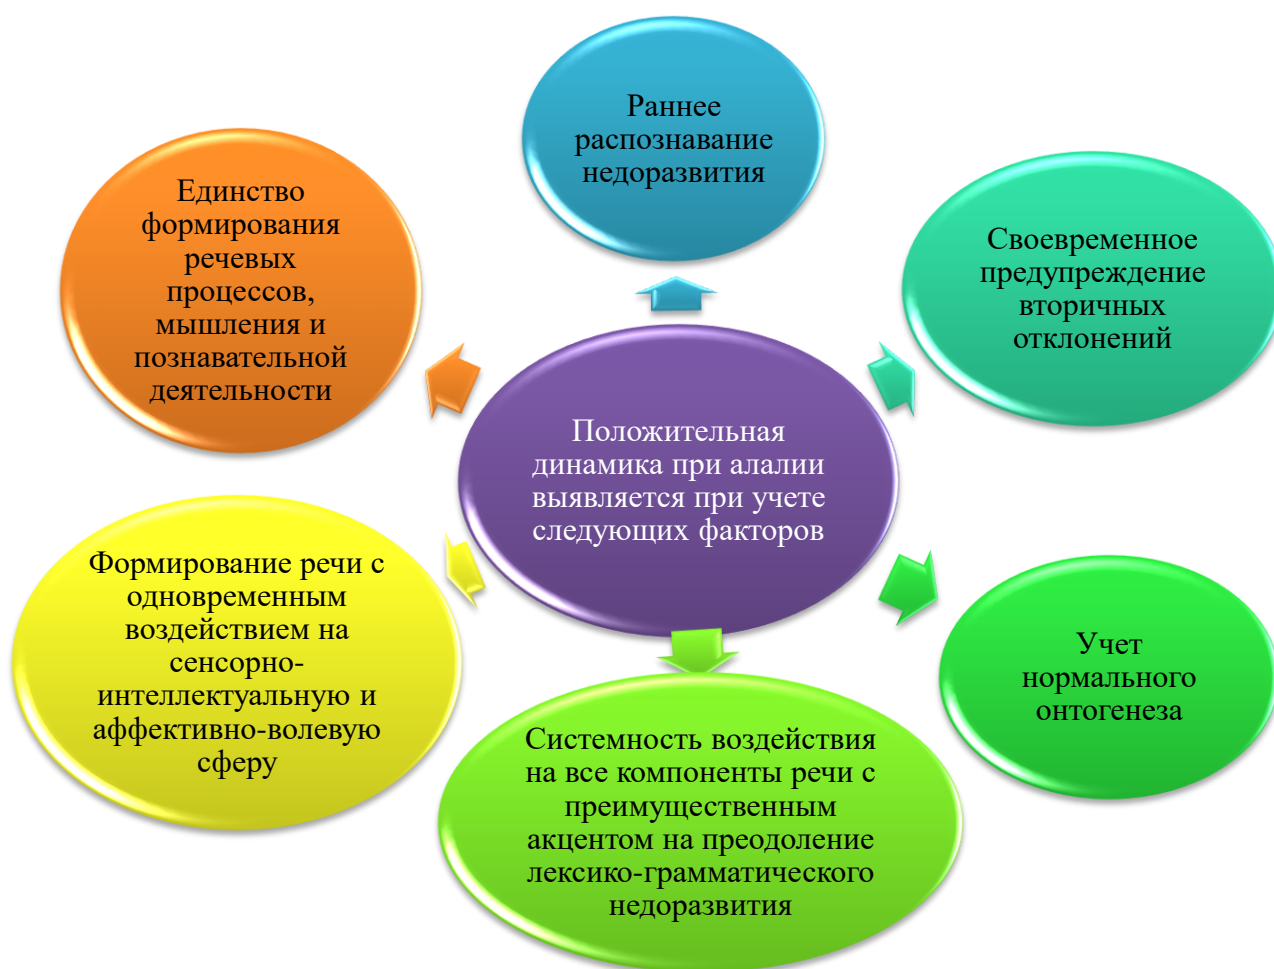 Раннее
распознавание
недоразвития
Единство
формирования
речевых
процессов,
мышления и
познавательной
деятельности
Своевременное
предупреждение
вторичных
отклонений
Положительная
динамика при алалии
выявляется при учете
следующих факторов
Формирование речи с
одновременным
воздействием на
сенсорно-
интеллектуальную и
аффективно-волевую
сферу
Учет
нормального
онтогенеза
Системность воздействия
на все компоненты речи с
преимущественным
акцентом на преодоление
лексико-грамматического
недоразвития